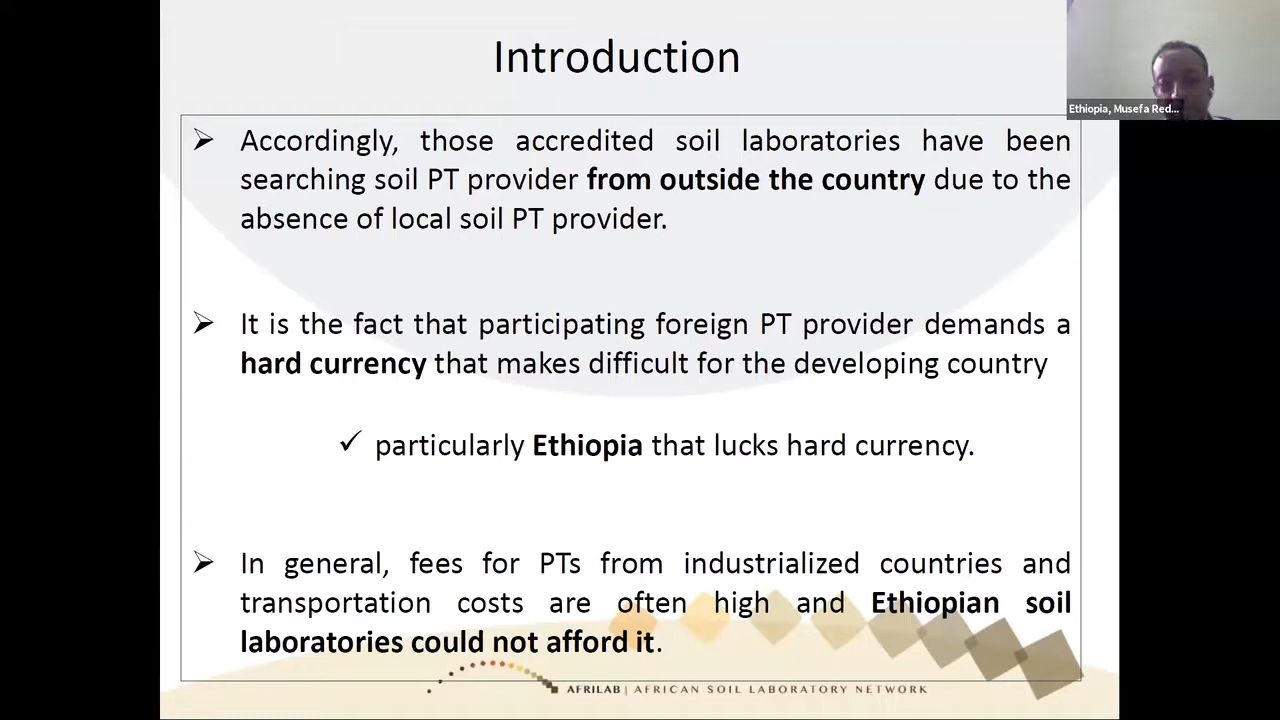 Introduction
Ethiopia, Musefa Red...
➢ Accordingly, those accredited soil laboratories have been
searching soil PT provider from outside the country due to the
absence of local soil PT provider.
➢ It is the fact that participating foreign PT provider demands a
hard currency that makes difficult for the developing country
✓ particularly Ethiopia that lucks hard currency.
➢ In general, fees for PTs from industrialized countries and
transportation costs are often high and Ethiopian soil
laboratories could not afford it.
AFRILAB | AFRICAN SOIL LABORATORY NETWORK